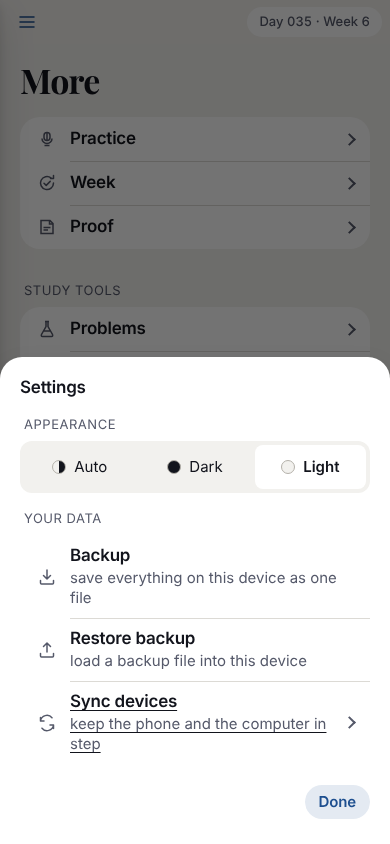 Day 035 · Week 6
More
Practice
Week
Proof
STUDY TOOLS
Problems
Settings
APPEARANCE
Auto
Dark
Light
YOUR DATA
Backup
save everything on this device as one
file
Restore backup
load a backup file into this device
Sync devices
keep the phone and the computer in
step
Done